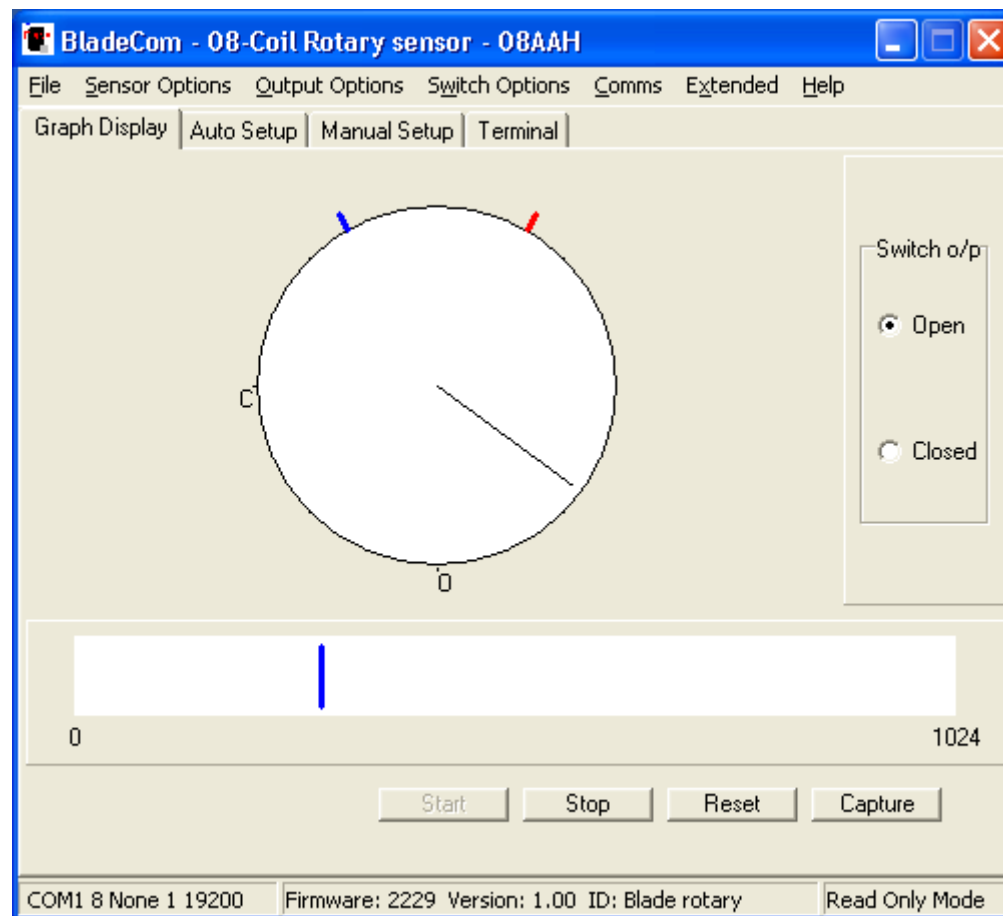 BladeCom - 08-Coil Rotary sensor - 08AAH
File Sensor Options Output Options Switch Options Comms Extended Help
Graph Display Auto Setup Manual Setup Terminal
Switch o/p
Open
C
Closed
O
0 1024
Start Stop Reset Capture
COM1 8 None 1 19200 Firmware: 2229 Version: 1.00 ID: Blade rotary Read Only Mode